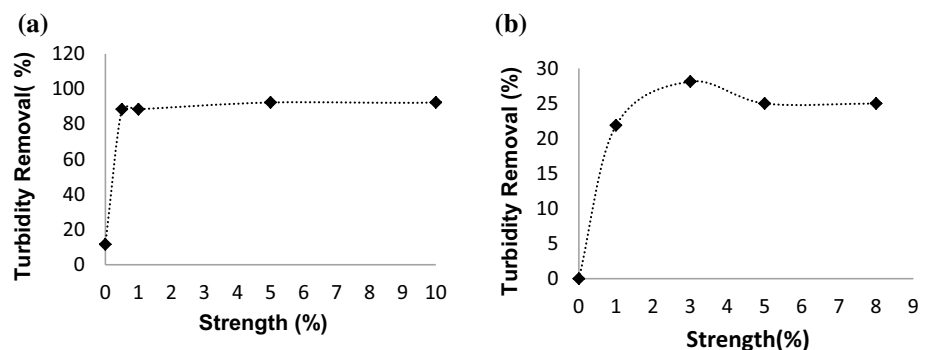 (a)
Turbidity Removal( %)
120
100
80
60
40
20
0
0 1 2 3 4 5 6 7 8 9 10
Strength (%)
(b)
Turbidity Removal (%)
30
25
20
15
10
5
0
0 1 2 3 4 5 6 7 8 9
Strength(%)